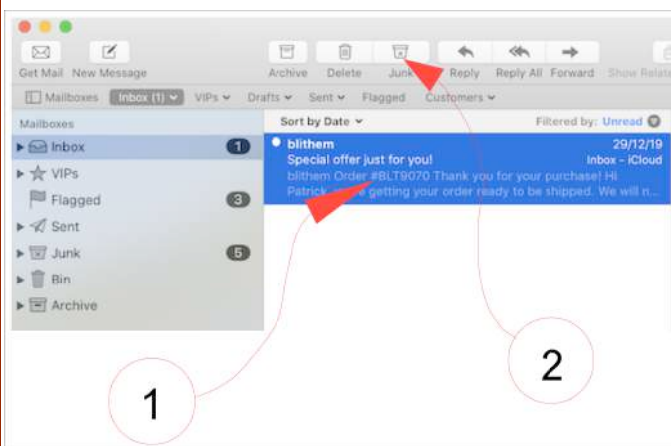 Get Mail New Message Archive Delete Junk Reply Reply All Forward Show Relate
Mailboxes Inbox (1) VIPs Drafts Sent Flagged Customers
Mailboxes Sort by Date Filtered by: Unread
Inbox 1
VIPs
Flagged 3
Sent
Junk 5
Bin
Archive
blithem 29/12/19
Special offer just for you! Inbox - iCloud
blithem Order #BLT9070 Thank you for your purchase! Hi
Patrick, getting your order ready to be shipped. We will n...
1
2